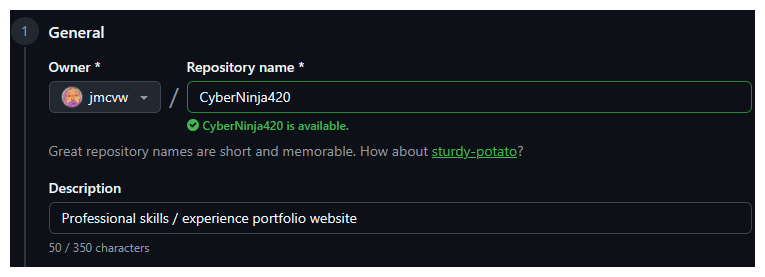 1 General
Owner * Repository name *
jmcvw / CyberNinja420
CyberNinja420 is available.
Great repository names are short and memorable. How about sturdy-potato?
Description
Professional skills / experience portfolio website
50 / 350 characters